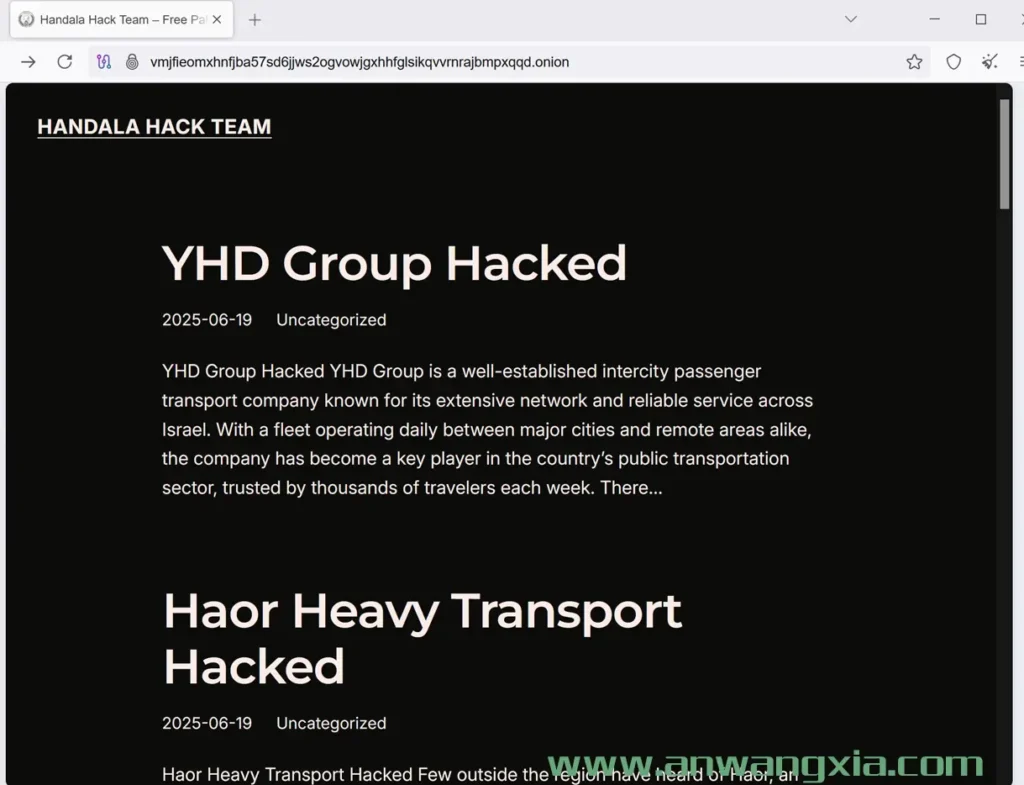 Handala Hack Team – Free Pa
vmjfieomxhnfjba57sd6jjws2ogvowjgxhhfglsikqvvrnrajbmpxqqd.onion
HANDALA HACK TEAM
YHD Group Hacked
2025-06-19 Uncategorized
YHD Group Hacked YHD Group is a well-established intercity passenger
transport company known for its extensive network and reliable service across
Israel. With a fleet operating daily between major cities and remote areas alike,
the company has become a key player in the country’s public transportation
sector, trusted by thousands of travelers each week. There…
Haor Heavy Transport
Hacked
2025-06-19 Uncategorized
Haor Heavy Transport Hacked Few outside the region have heard of Haor, an
www.anwangxia.com